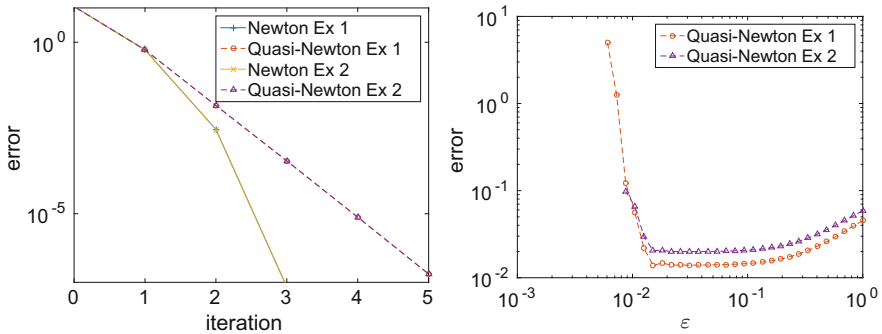 10^0
10^-5
error
0 1 2 3 4 5
iteration
Newton Ex 1
Quasi-Newton Ex 1
Newton Ex 2
Quasi-Newton Ex 2
10^1
10^0
10^-1
10^-2
error
10^-3 10^-2 10^-1 10^0
ε
Quasi-Newton Ex 1
Quasi-Newton Ex 2